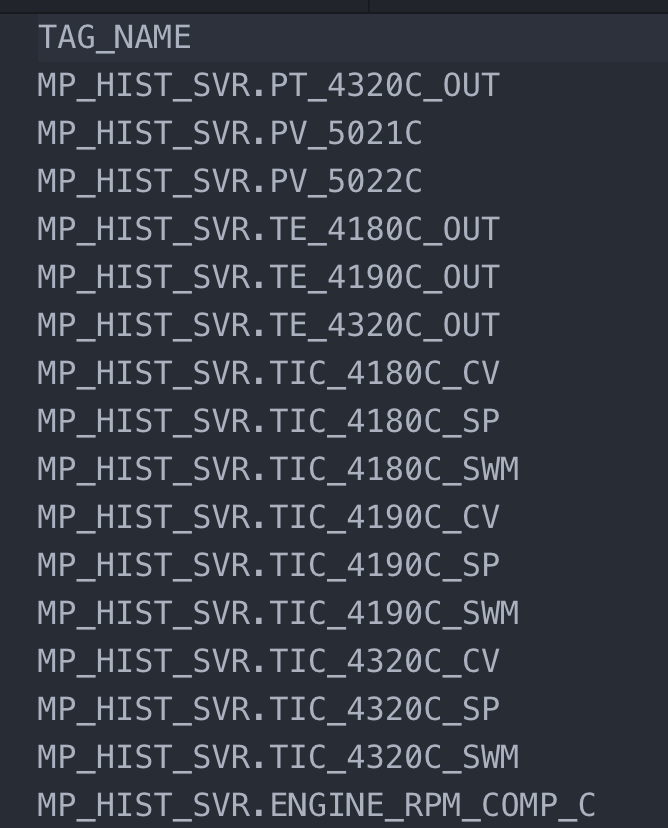 TAG_NAME
MP_HIST_SVR.PT_4320C_OUT
MP_HIST_SVR.PV_5021C
MP_HIST_SVR.PV_5022C
MP_HIST_SVR.TE_4180C_OUT
MP_HIST_SVR.TE_4190C_OUT
MP_HIST_SVR.TE_4320C_OUT
MP_HIST_SVR.TIC_4180C_CV
MP_HIST_SVR.TIC_4180C_SP
MP_HIST_SVR.TIC_4180C_SWM
MP_HIST_SVR.TIC_4190C_CV
MP_HIST_SVR.TIC_4190C_SP
MP_HIST_SVR.TIC_4190C_SWM
MP_HIST_SVR.TIC_4320C_CV
MP_HIST_SVR.TIC_4320C_SP
MP_HIST_SVR.TIC_4320C_SWM
MP_HIST_SVR.ENGINE_RPM_COMP_C